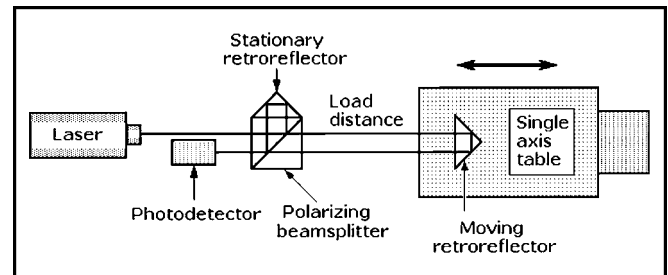 Stationary
retroreflector
Load
distance
Laser
Single
axis
table
Photodetector
Polarizing
beamsplitter
Moving
retroreflector